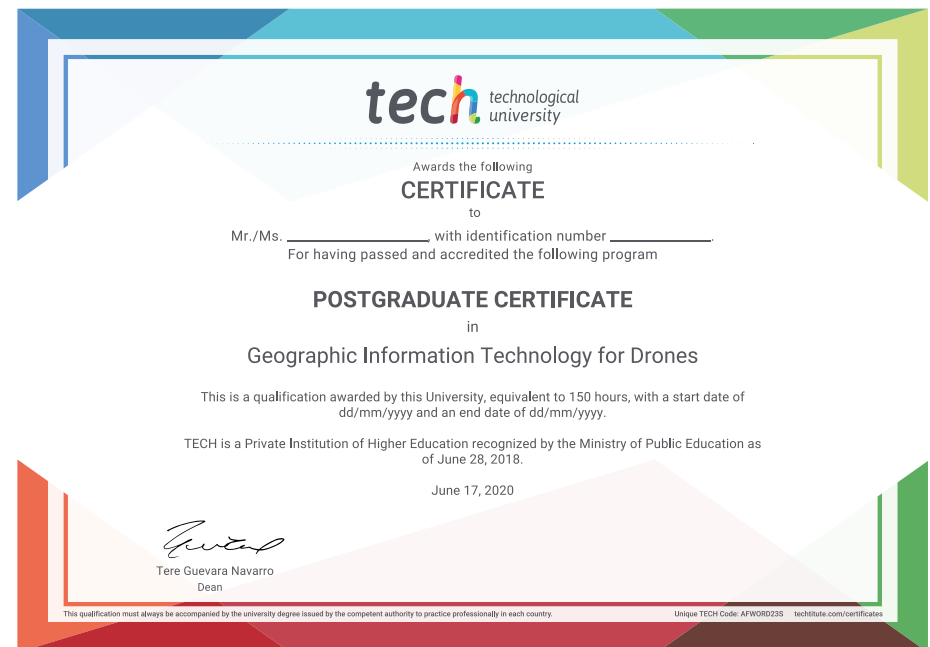 tech technological
university
Awards the following
CERTIFICATE
to
Mr./Ms. ____________________, with identification number ______________.
For having passed and accredited the following program
POSTGRADUATE CERTIFICATE
in
Geographic Information Technology for Drones
This is a qualification awarded by this University, equivalent to 150 hours, with a start date of
dd/mm/yyyy and an end date of dd/mm/yyyy.
TECH is a Private Institution of Higher Education recognized by the Ministry of Public Education as
of June 28, 2018.
June 17, 2020
Tere Guevara Navarro
Dean
This qualification must always be accompanied by the university degree issued by the competent authority to practice professionally in each country. Unique TECH Code: AFWORD23S techtitute.com/certificates